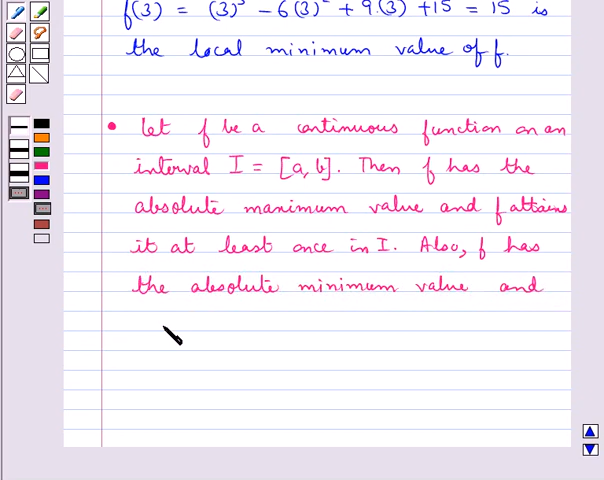 f(3) = (3)³ - 6(3)² + 9(3) + 15 = 15 is
the local minimum value of f.
• Let f be a continuous function on an
interval I = [a, b]. Then f has the
absolute maximum value and f attains
it at least once in I. Also, f has
the absolute minimum value and